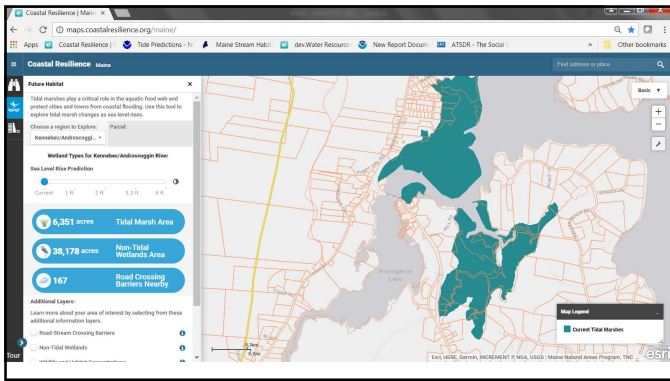 Coastal Resilience | Maine
maps.coastalresilience.org/maine/
Apps
Coastal Resilience |
Tide Predictions - N
Maine Stream Habit
dev.Water Resource
New Report Docum
ATSDR - The Social
»
Other bookmarks
Coastal Resilience Maine
Find address or place
Future Habitat
×
Tidal marshes play a critical role in the aquatic food web and
protect cities and towns from coastal flooding. Use this tool to
explore tidal marsh changes as sea level rises.
Choose a region to Explore:
Parcel:
Kennebec/Androscoggi...
Wetland Types for Kennebec/Androscoggin River
Sea Level Rise Prediction
Current 1 ft 2 ft 3.3 ft 6 ft
6,351 acres Tidal Marsh Area
38,178 acres Non-Tidal
Wetlands Area
167 Road Crossing
Barriers Nearby
Additional Layers:
Learn more about your area of interest by selecting from these
additional information layers.
Road-Stream Crossing Barriers
Non-Tidal Wetlands
Tour
Basic
+
−
Winnegance
Lake
Map Legend
Current Tidal Marshes
0.3km
0.2mi
Esri, HERE, Garmin, INCREMENT P, NGA, USGS | Maine Natural Areas Program, TNC ...
esri